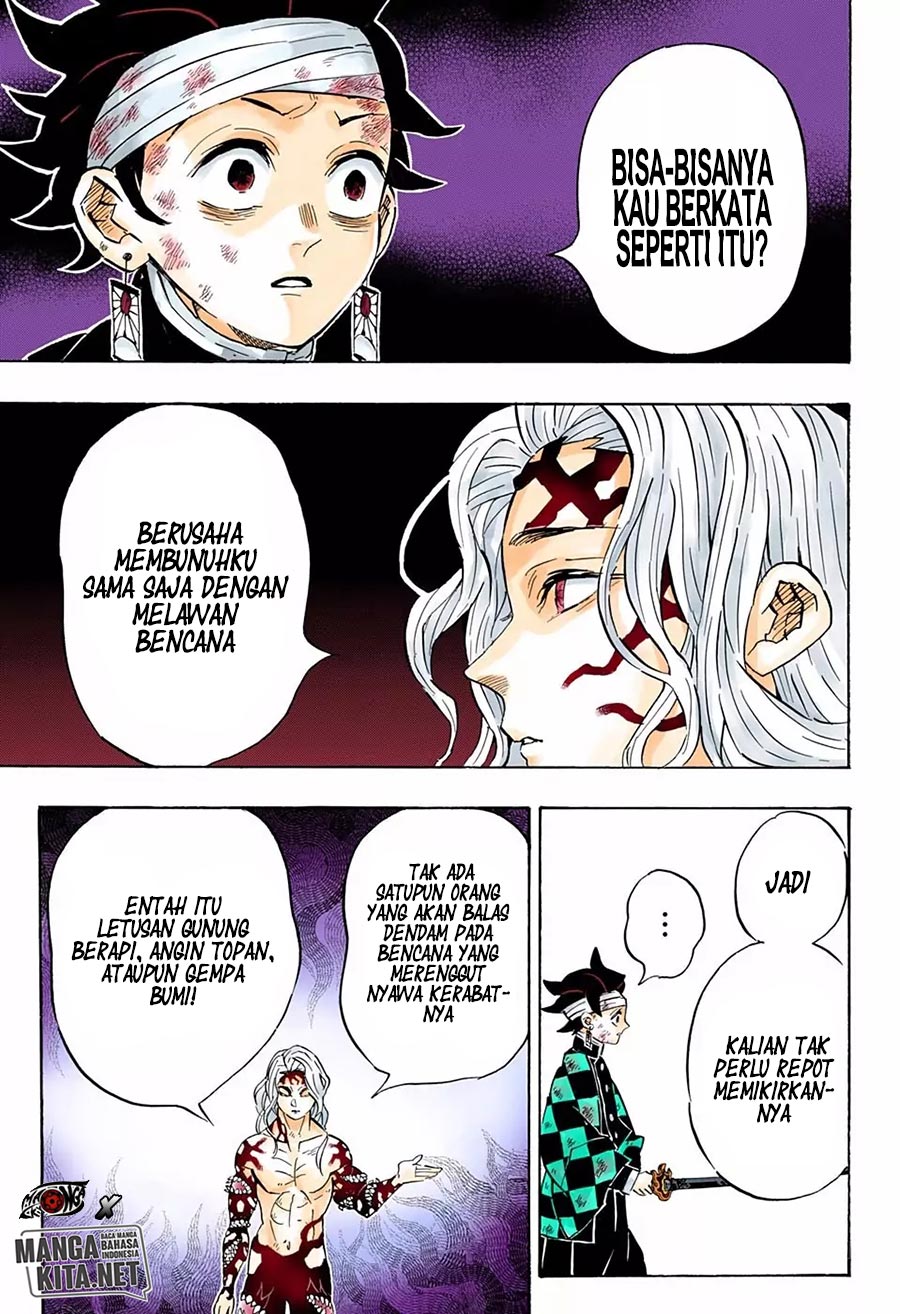 BISA-BISANYA
KAU BERKATA
SEPERTI ITU?
BERUSAHA
MEMBUNUHKU
SAMA SAJA DENGAN
MELAWAN
BENCANA
JADI
KALIAN TAK
PERLU REPOT
MEMIKIRKAN-
NYA
...
TAK ADA
SATUPUN ORANG
YANG AKAN BALAS
DENDAM PADA
BENCANA YANG
MERENGGUT
NYAWA KERABAT-
NYA
ENTAH ITU
LETUSAN GUNUNG
BERAPI, ANGIN TOPAN,
ATAUPUN GEMPA
BUMI!
X
MANGA
BACA MANGA
BAHASA
INDONESIA
KITA.NET